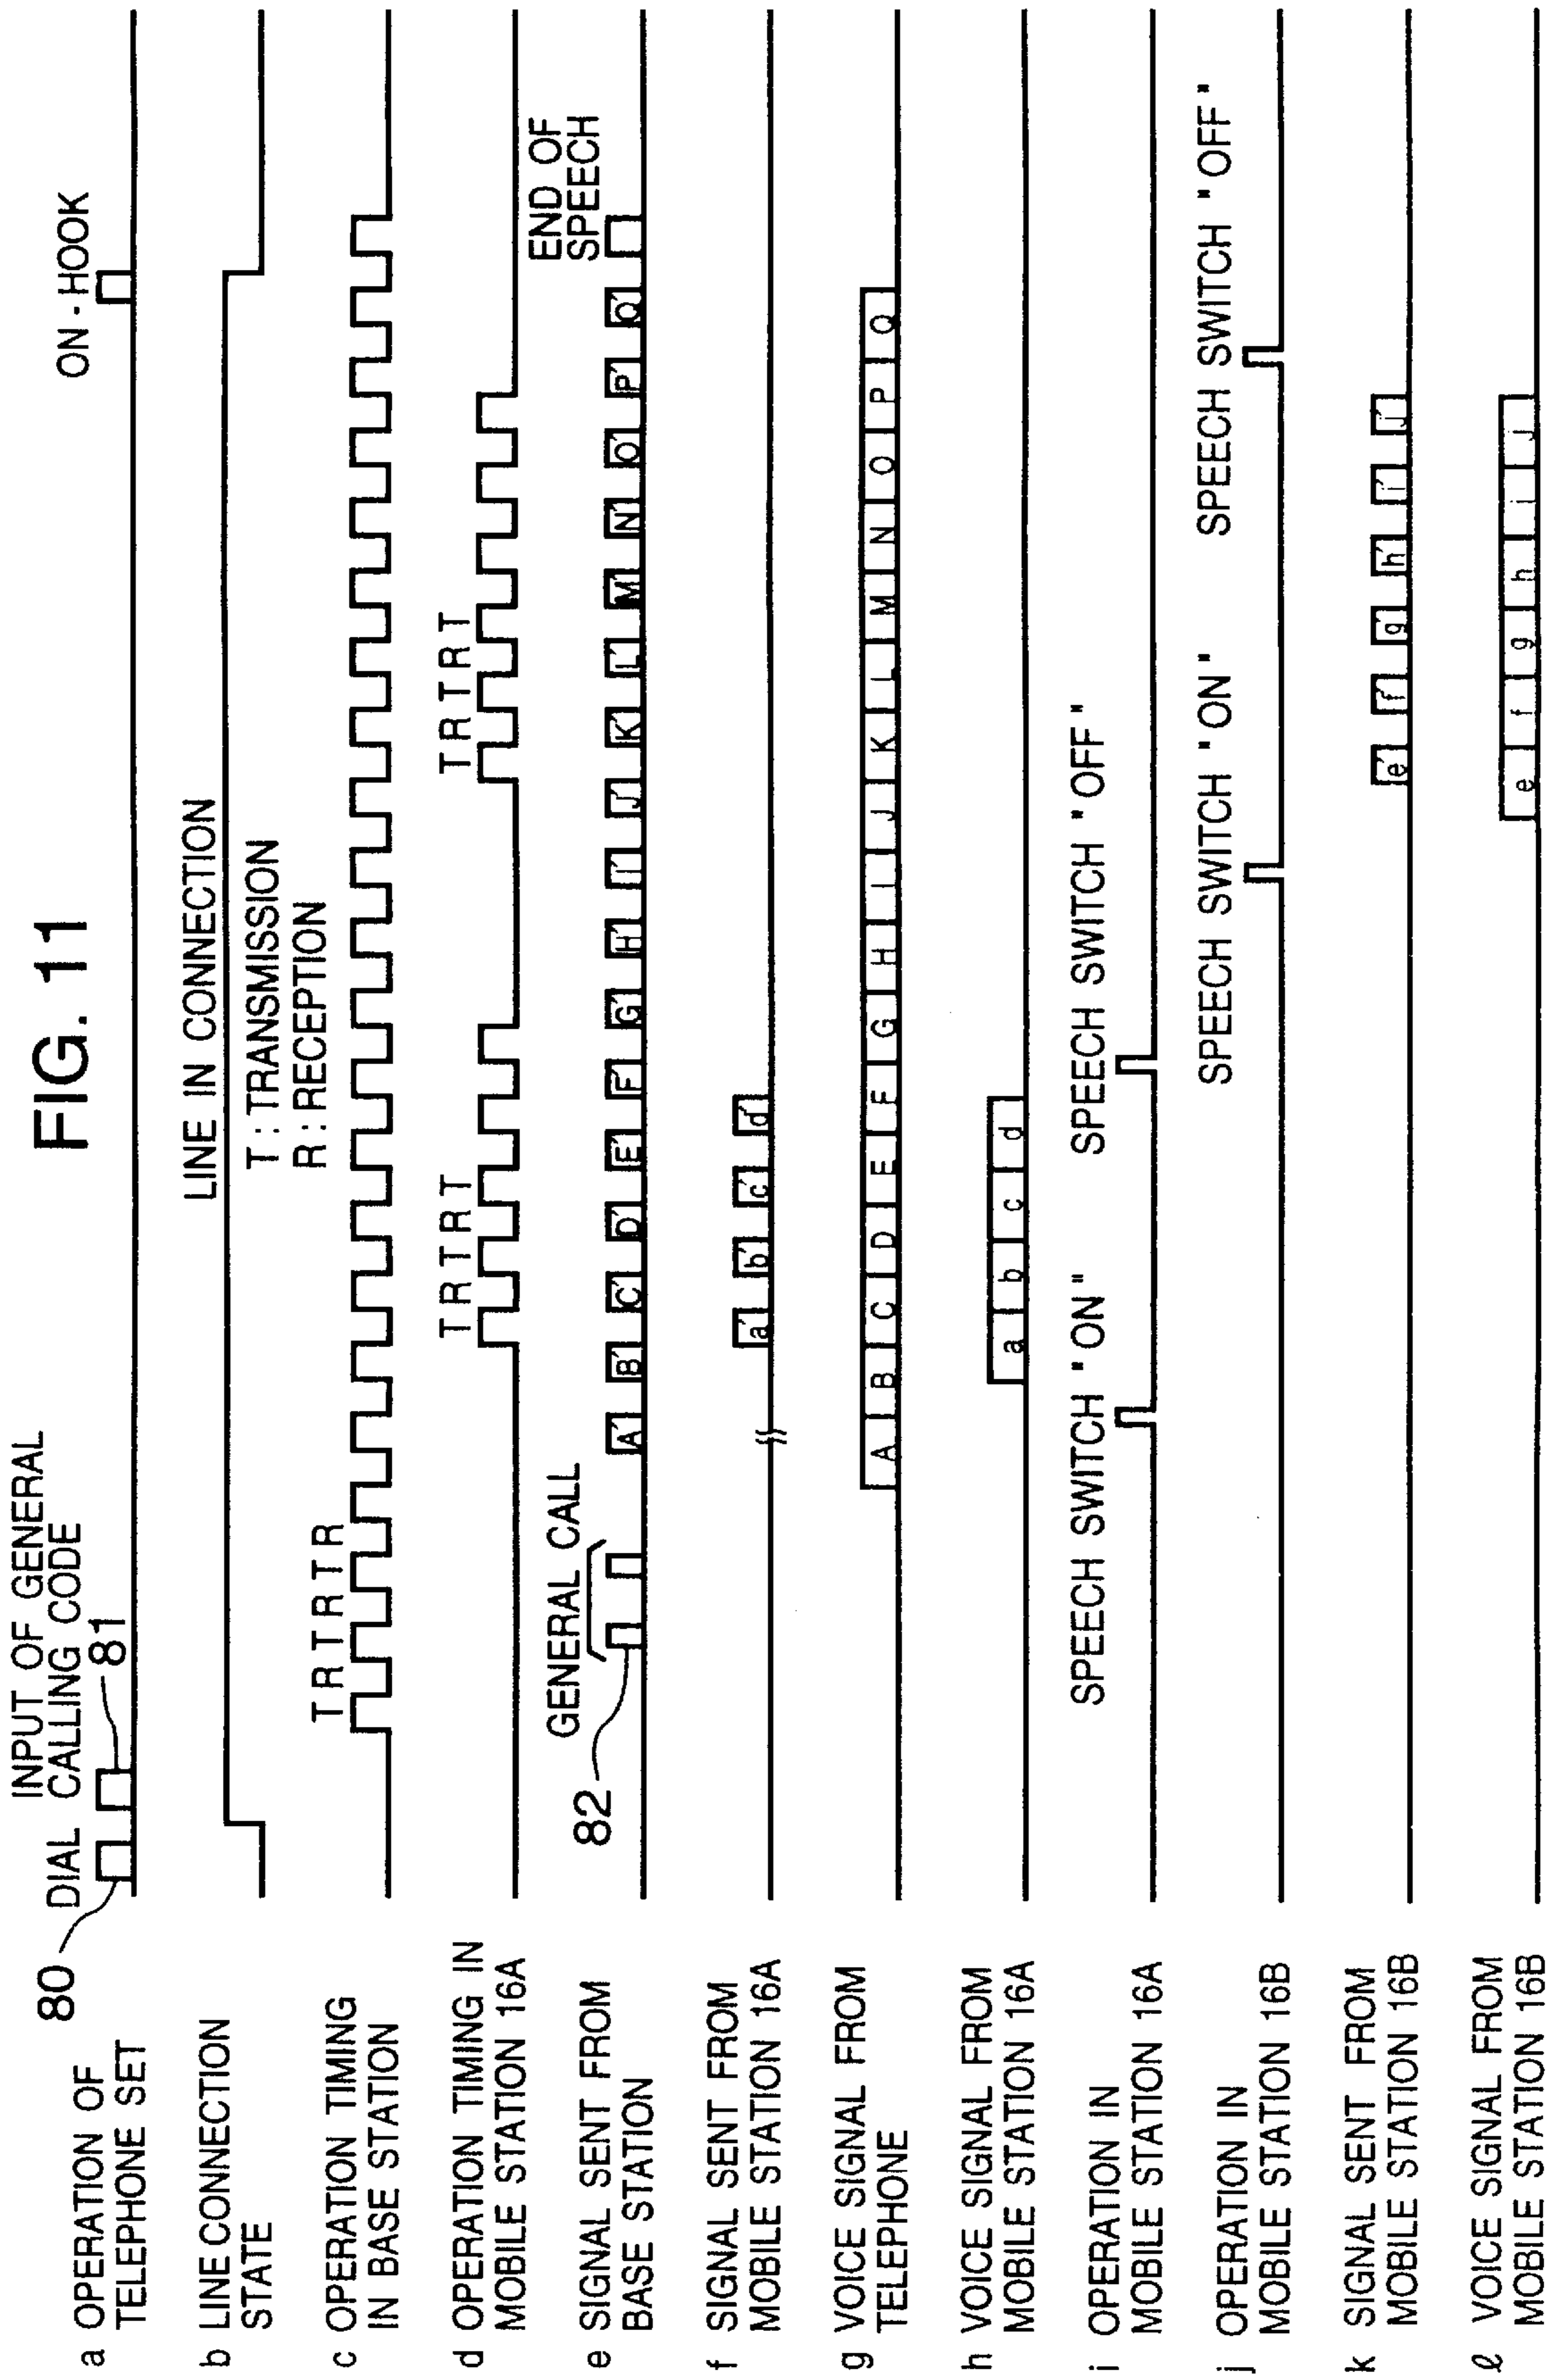 FIG. 11
INPUT OF GENERAL
DIAL CALLING CODE
80
81
ON - HOOK
a OPERATION OF
TELEPHONE SET
LINE IN CONNECTION
b LINE CONNECTION
STATE
T : TRANSMISSION
R : RECEPTION
T R T R T R
c OPERATION TIMING
IN BASE STATION
T R T R T
T R T R T
d OPERATION TIMING IN
MOBILE STATION 16A
GENERAL CALL
82
END OF
SPEECH
A' B' C' D' E' F' G' H' I' J' K' L' M' N' O' P' Q'
e SIGNAL SENT FROM
BASE STATION
a' b' c' d'
f SIGNAL SENT FROM
MOBILE STATION 16A
A B C D E F G H I J K L M N O P Q
g VOICE SIGNAL FROM
TELEPHONE
a b c d
h VOICE SIGNAL FROM
MOBILE STATION 16A
SPEECH SWITCH "ON"
SPEECH SWITCH "OFF"
i OPERATION IN
MOBILE STATION 16A
SPEECH SWITCH "ON"
SPEECH SWITCH "OFF"
j OPERATION IN
MOBILE STATION 16B
e' f' g' h' i' j'
k SIGNAL SENT FROM
MOBILE STATION 16B
e f g h i j
ℓ VOICE SIGNAL FROM
MOBILE STATION 16B